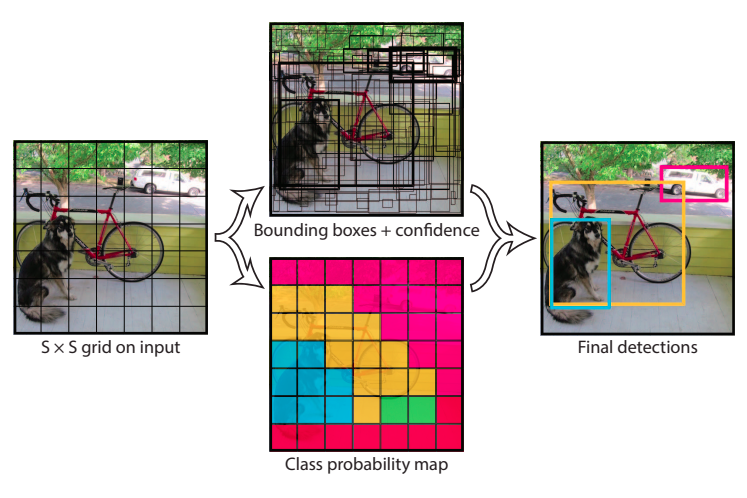 Bounding boxes + confidence
S × S grid on input
Final detections
Class probability map